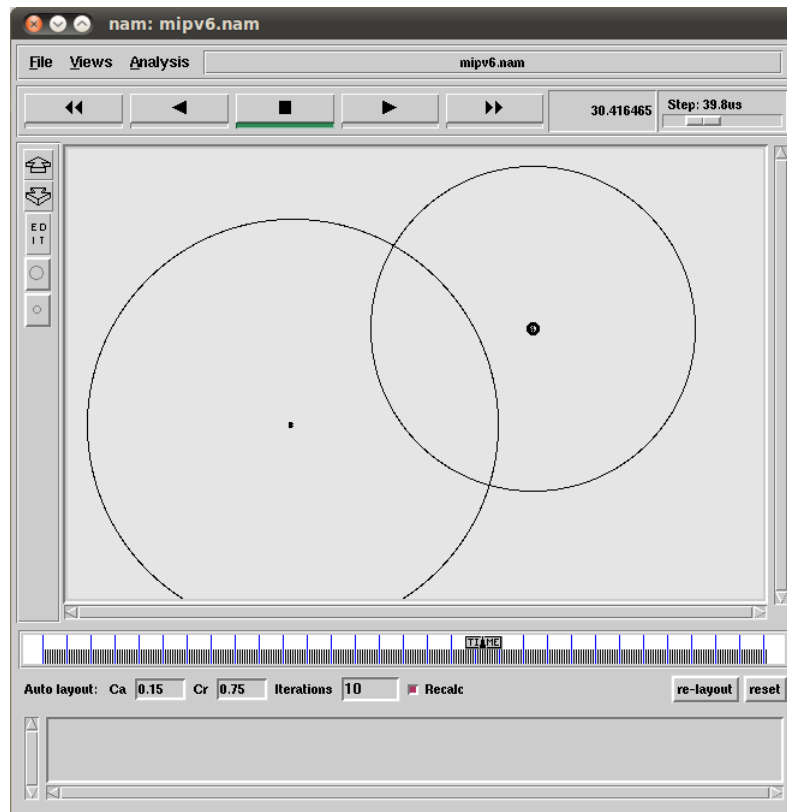 nam: mipv6.nam
File Views Analysis mipv6.nam
30.416465 Step: 39.8us
E D
I T
TIME
Auto layout: Ca 0.15 Cr 0.75 Iterations 10 Recalc re-layout reset